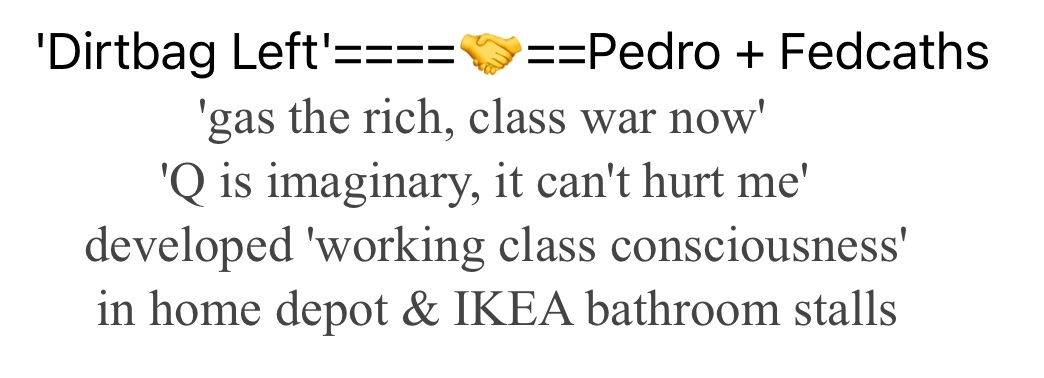 'Dirtbag Left'====🤝==Pedro + Fedcaths
'gas the rich, class war now'
'Q is imaginary, it can't hurt me'
developed 'working class consciousness'
in home depot & IKEA bathroom stalls